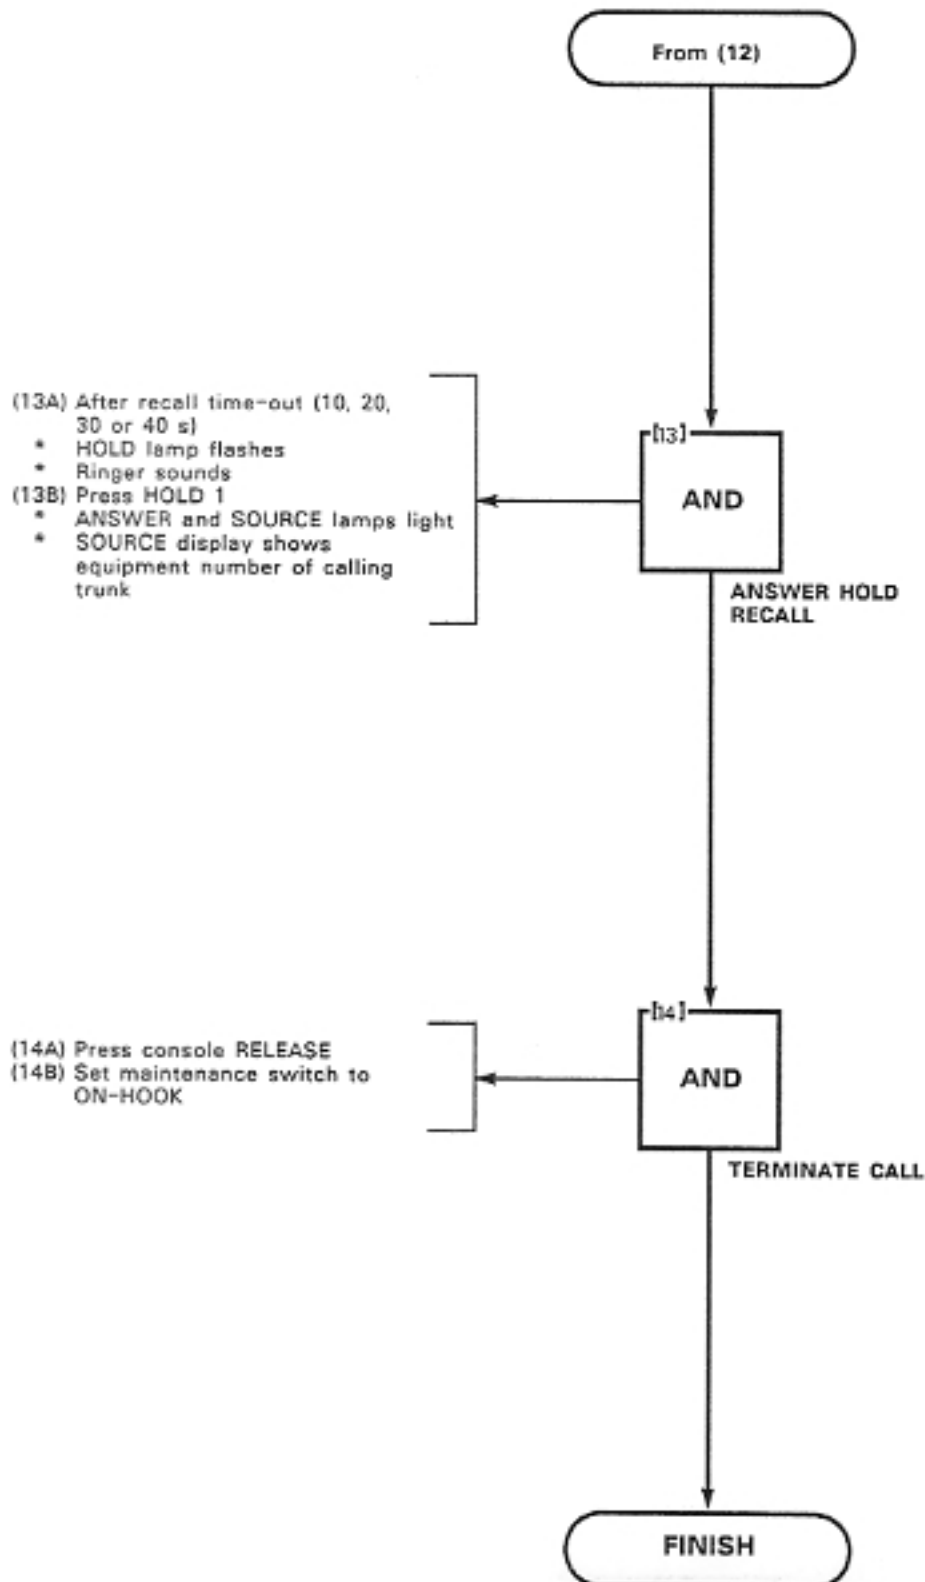 From (12)
(13A) After recall time-out (10, 20,
30 or 40 s)
* HOLD lamp flashes
* Ringer sounds
(13B) Press HOLD 1
* ANSWER and SOURCE lamps light
* SOURCE display shows
equipment number of calling
trunk
[13]
AND
ANSWER HOLD
RECALL
(14A) Press console RELEASE
(14B) Set maintenance switch to
ON-HOOK
[14]
AND
TERMINATE CALL
FINISH